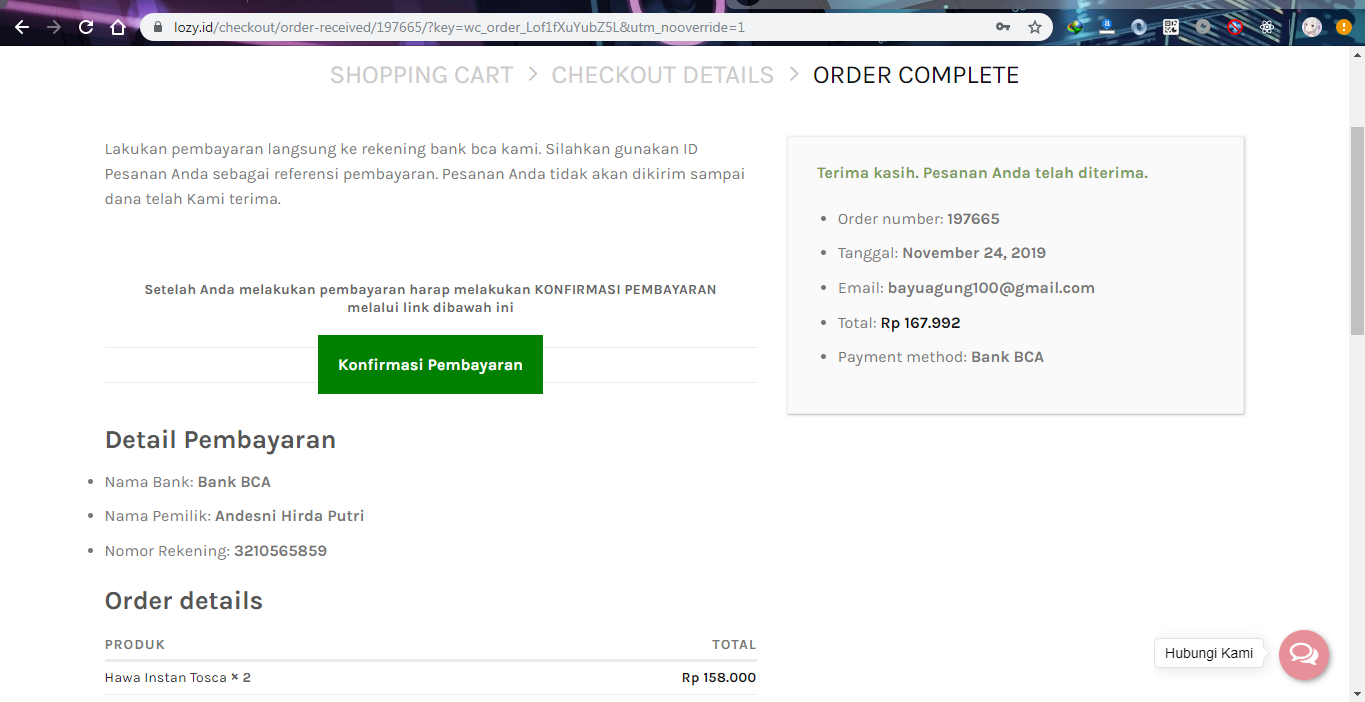 lozy.id/checkout/order-received/197665/?key=wc_order_Lof1fXuYubZ5L&utm_nooverride=1
SHOPPING CART > CHECKOUT DETAILS > ORDER COMPLETE
Lakukan pembayaran langsung ke rekening bank bca kami. Silahkan gunakan ID
Pesanan Anda sebagai referensi pembayaran. Pesanan Anda tidak akan dikirim sampai
dana telah Kami terima.
Setelah Anda melakukan pembayaran harap melakukan KONFIRMASI PEMBAYARAN
melalui link dibawah ini
Konfirmasi Pembayaran
Terima kasih. Pesanan Anda telah diterima.
Order number: 197665
Tanggal: November 24, 2019
Email: bayuagung100@gmail.com
Total: Rp 167.992
Payment method: Bank BCA
Detail Pembayaran
Nama Bank: Bank BCA
Nama Pemilik: Andesni Hirda Putri
Nomor Rekening: 3210565859
Order details
PRODUK TOTAL
Hawa Instan Tosca × 2 Rp 158.000
Hubungi Kami